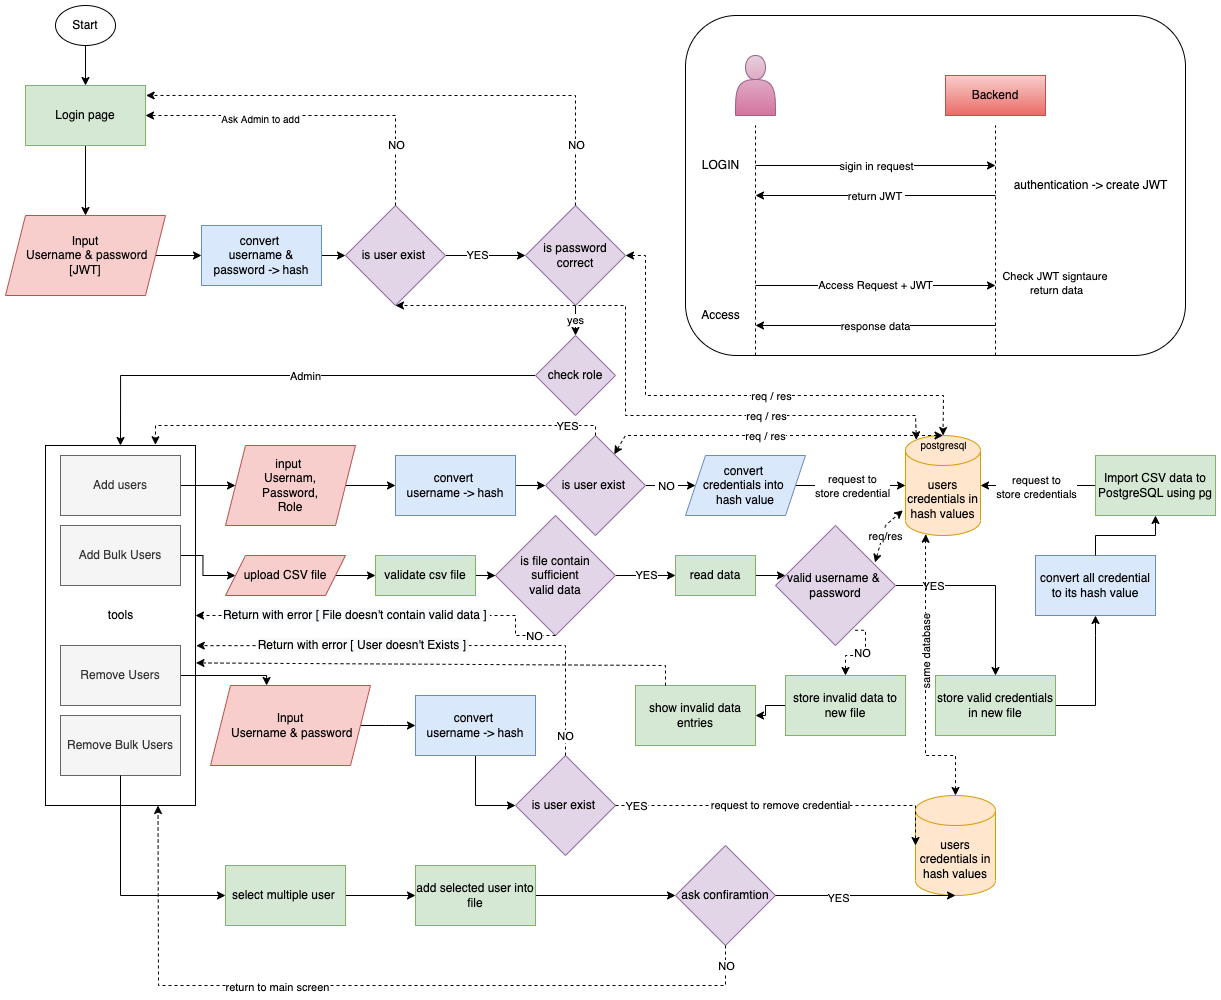 Start
Login page
Ask Admin to add
NO
NO
Input
Username & password
[JWT]
convert
username &
password -> hash
is user exist
YES
is password
correct
yes
check role
Admin
LOGIN
Backend
sigin in request
return JWT
authentication -> create JWT
Access Request + JWT
Check JWT signtaure
return data
Access
response data
req / res
req / res
req / res
YES
Add users
input
Usernam,
Password,
Role
convert
username -> hash
is user exist
NO
convert
credentials into
hash value
request to
store credential
postgresql
users
credentials in
hash values
request to
store credentials
Import CSV data to
PostgreSQL using pg
Add Bulk Users
upload CSV file
validate csv file
is file contain
sufficient
valid data
YES
read data
valid username &
password
req/res
YES
convert all credential
to its hash value
tools
Return with error [ File doesn't contain valid data ]
NO
Return with error [ User doesn't Exists ]
NO
same database
Remove Users
Input
Username & password
convert
username -> hash
show invalid data
entries
store invalid data to
new file
store valid credentials
in new file
Remove Bulk Users
NO
is user exist
YES
request to remove credential
users
credentials in
hash values
select multiple user
add selected user into
file
ask confiramtion
YES
NO
return to main screen